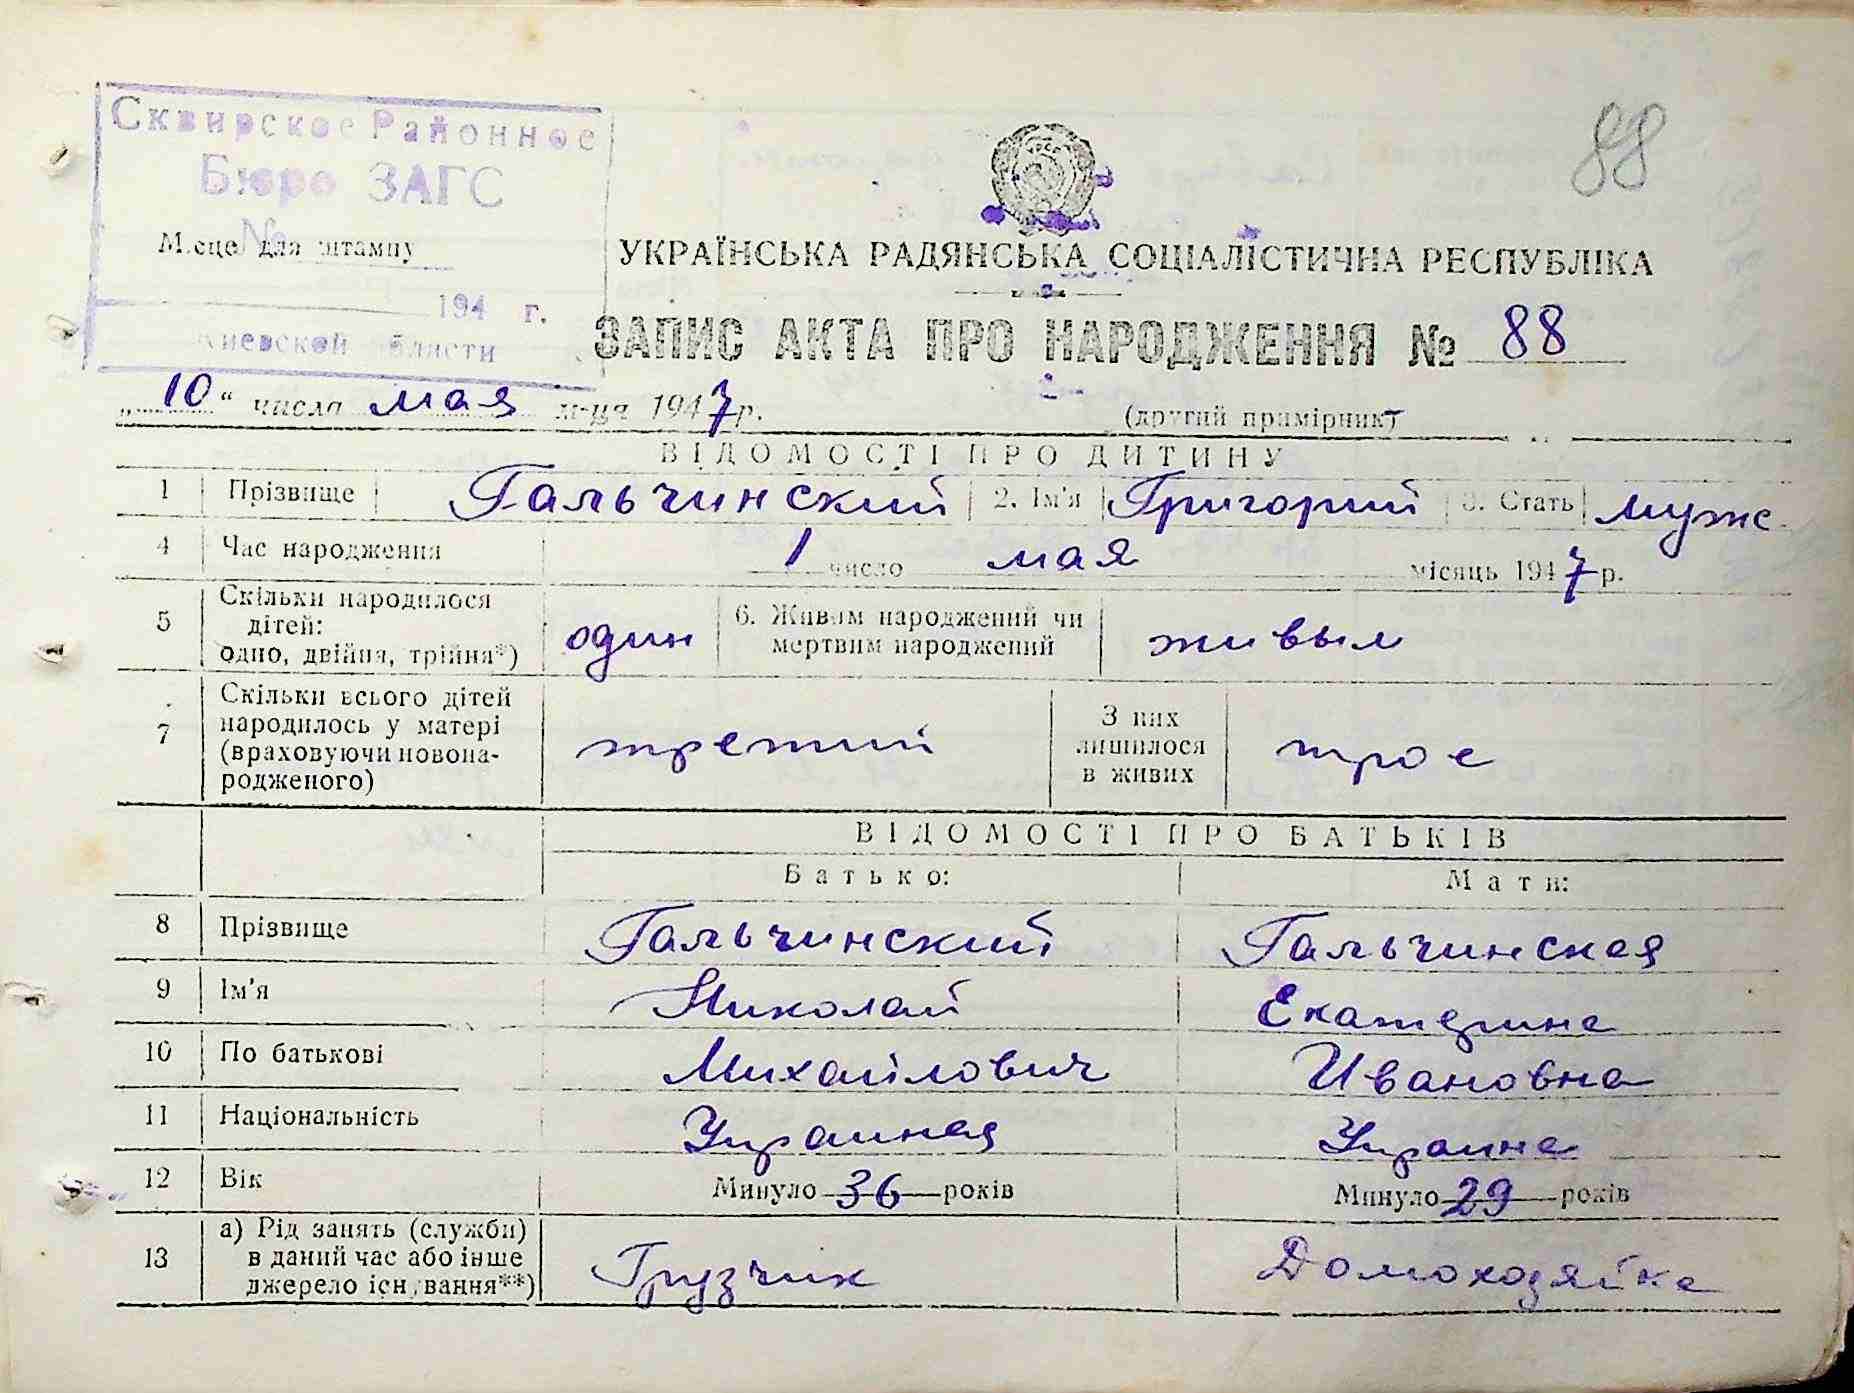 88
Сквирское Районное
Бюро ЗАГС
№
Місце для штампу
194 г.
Киевской области
УРСР
УКРАЇНСЬКА РАДЯНСЬКА СОЦІАЛІСТИЧНА РЕСПУБЛІКА
ЗАПИС АКТА ПРО НАРОДЖЕННЯ № 88
„10“ числа мая м-ця 1947 р.
(другий примірник)
ВІДОМОСТІ ПРО ДИТИНУ
1 Прізвище Гальчинский 2. Ім'я Григорий 3. Стать муж
4 Час народження 1 число мая місяць 1947 р.
5 Скільки народилося дітей: одно, двійня, трійня*) один 6. Живим народжений чи мертвим народжений живым
7 Скільки всього дітей народилось у матері (враховуючи новонародженого) третий З них лишилося в живих трое
ВІДОМОСТІ ПРО БАТЬКІВ
Батько: Мати:
8 Прізвище Гальчинский Гальчинская
9 Ім'я Николай Екатерина
10 По батькові Михайлович Ивановна
11 Національність Украиная Украина
12 Вік Минуло 36 років Минуло 29 років
13 а) Рід занять (служби) в даний час або інше джерело існування**) Грузчик Домохозяйка